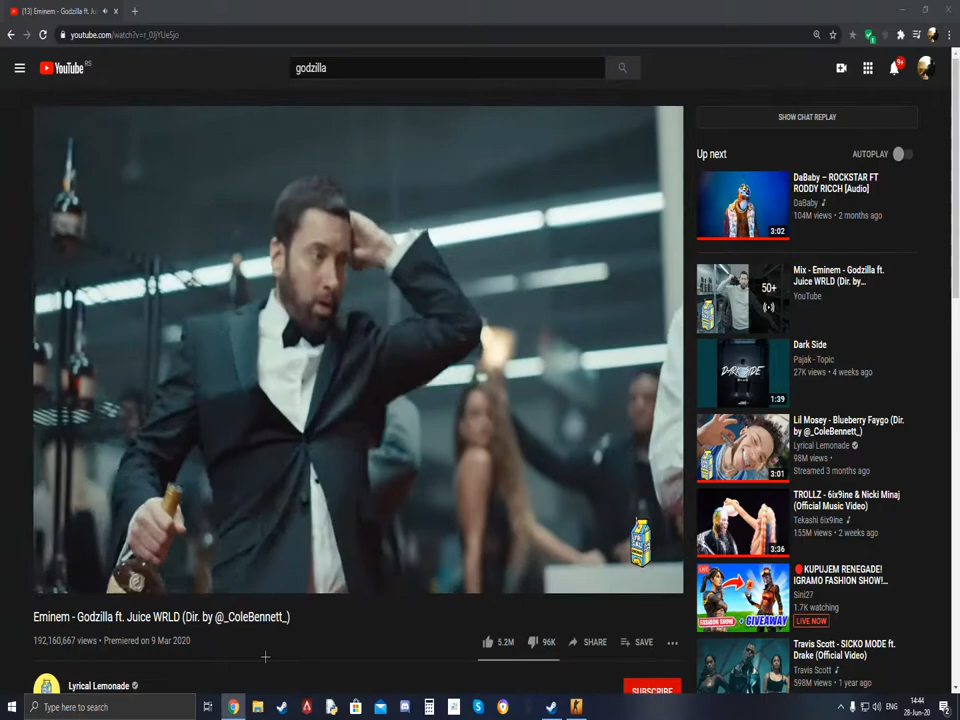 (13) Eminem - Godzilla ft. Ju
youtube.com/watch?v=r_0JjYUe5jo
YouTube RS
godzilla
9+
SHOW CHAT REPLAY
Up next
AUTOPLAY
DaBaby – ROCKSTAR FT
RODDY RICCH [Audio]
DaBaby
104M views • 2 months ago
3:02
Mix - Eminem - Godzilla ft.
Juice WRLD (Dir. by...
YouTube
50+
Dark Side
Pajak - Topic
27K views • 4 weeks ago
DARK SIDE
1:39
Lil Mosey - Blueberry Faygo (Dir.
by @_ColeBennett_)
Lyrical Lemonade
98M views •
Streamed 3 months ago
3:01
TROLLZ - 6ix9ine & Nicki Minaj
(Official Music Video)
Tekashi 6ix9ine
155M views • 2 weeks ago
3:36
KUPUJEM RENEGADE!
IGRAMO FASHION SHOW!...
Sini27
1.7K watching
LIVE NOW
LIVE
FASHION SHOW
+GIVEAWAY
Travis Scott - SICKO MODE ft.
Drake (Official Video)
Travis Scott
598M views • 1 year ago
Eminem - Godzilla ft. Juice WRLD (Dir. by @_ColeBennett_)
192,160,667 views • Premiered on 9 Mar 2020
5.2M
96K
SHARE
SAVE
Lyrical Lemonade
SUBSCRIBE
Type here to search
ENG
14:44
28-Jun-20
2